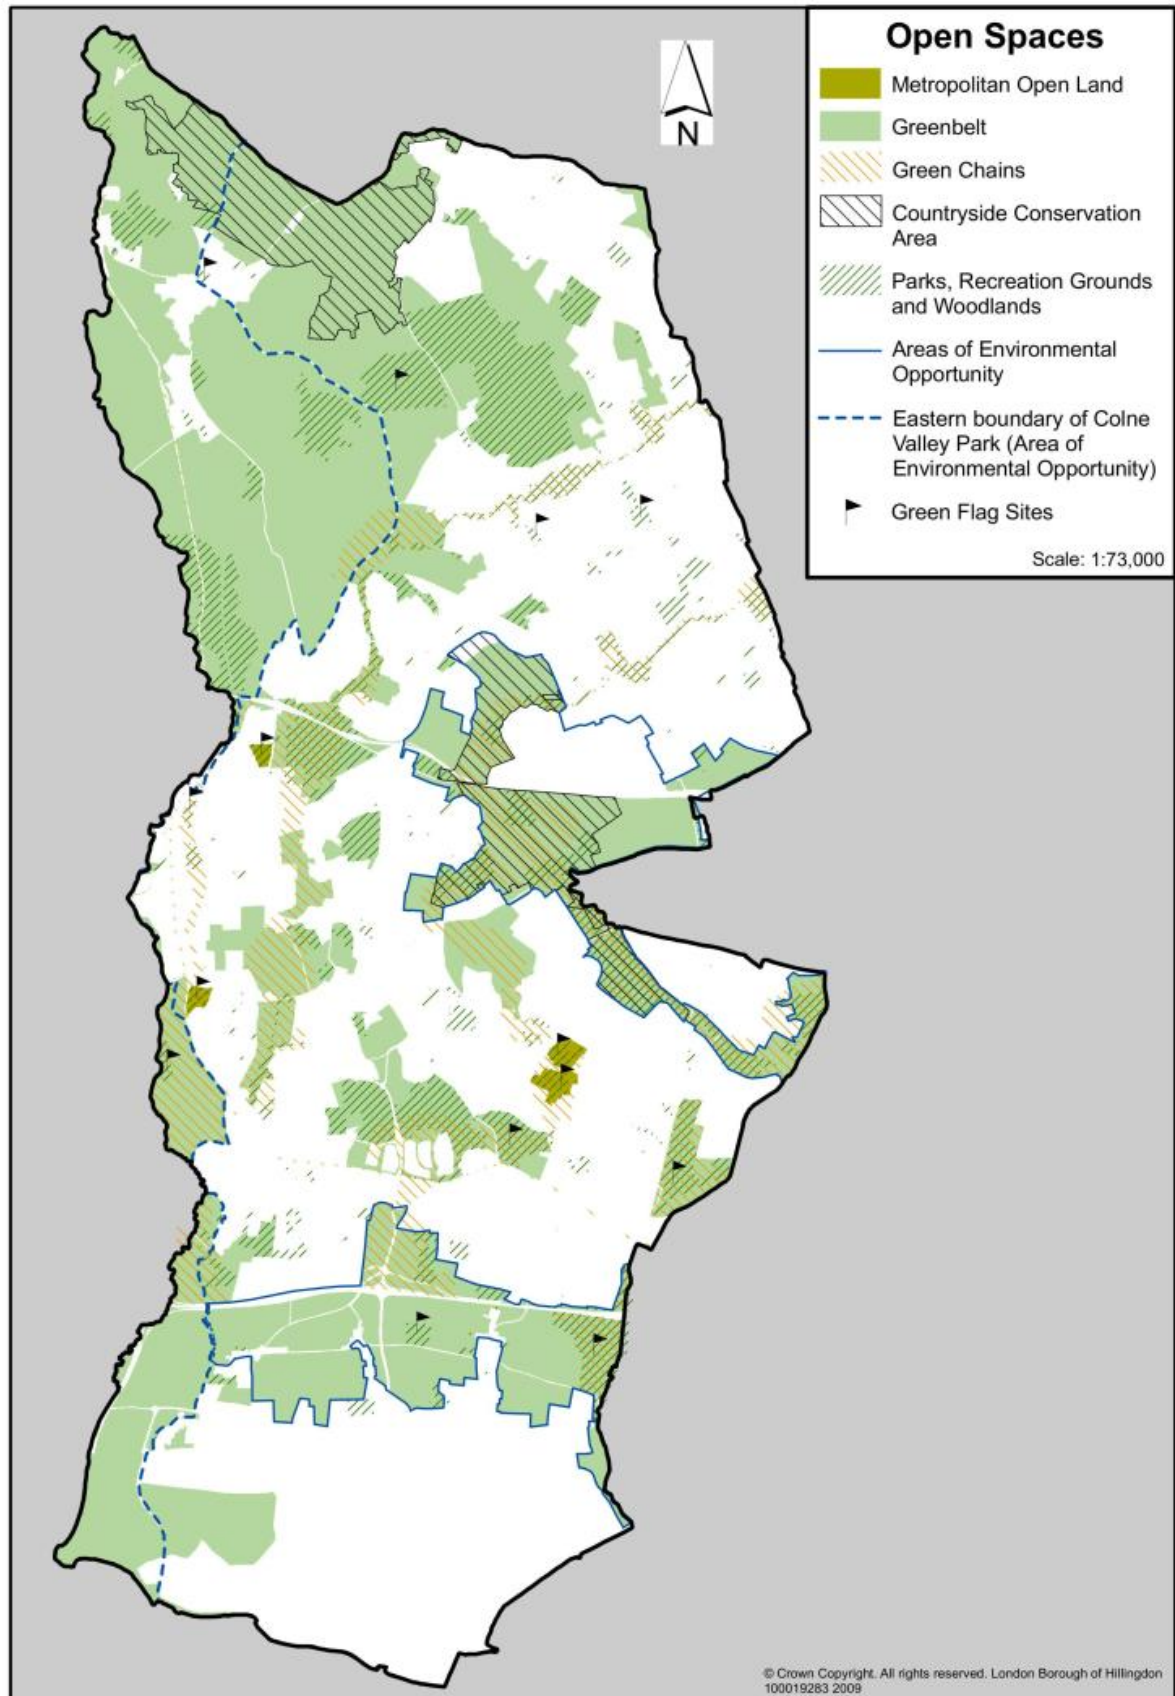 Open Spaces
Metropolitan Open Land
Greenbelt
Green Chains
Countryside Conservation
Area
Parks, Recreation Grounds
and Woodlands
Areas of Environmental
Opportunity
Eastern boundary of Colne
Valley Park (Area of
Environmental Opportunity)
Green Flag Sites
Scale: 1:73,000
N
© Crown Copyright. All rights reserved. London Borough of Hillingdon
100019283 2009